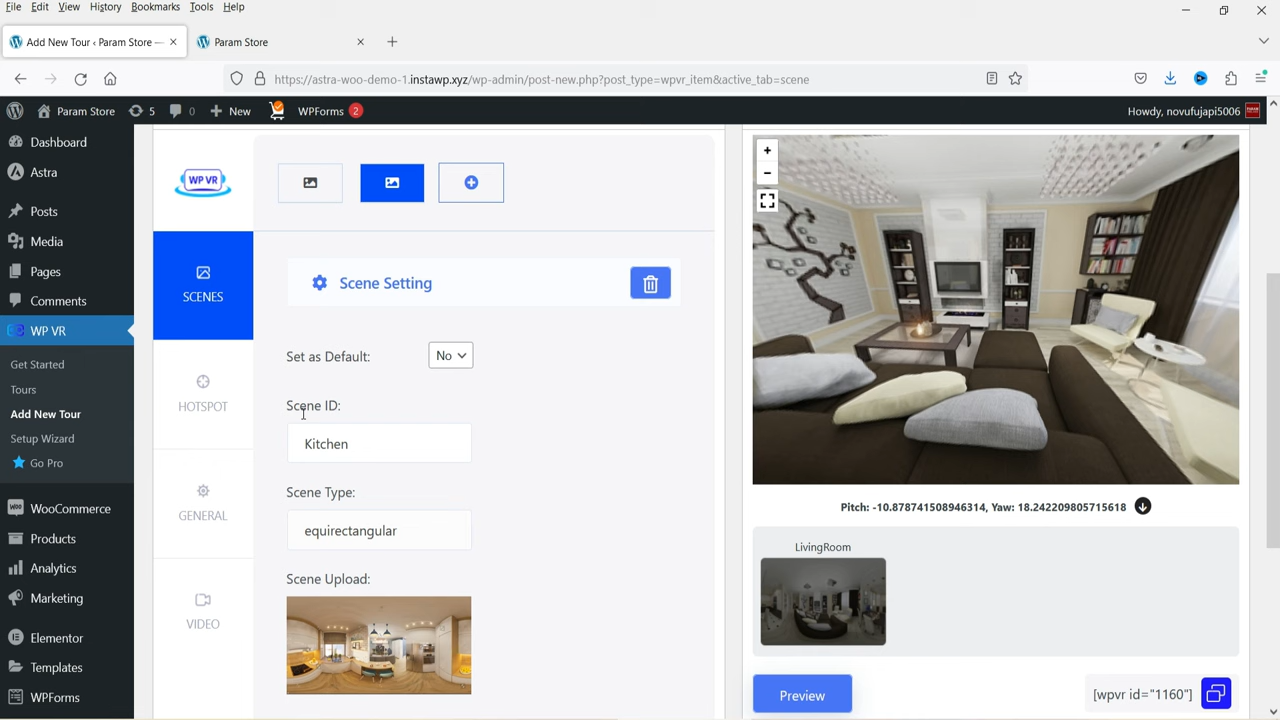 File Edit View History Bookmarks Tools Help
Add New Tour ‹ Param Store —
Param Store
https://astra-woo-demo-1.instawp.xyz/wp-admin/post-new.php?post_type=wpvr_item&active_tab=scene
Param Store 5 1 New WPForms 2 Howdy, novufujapi5006
Dashboard
Astra
Posts
Media
Pages
Comments
WP VR
Get Started
Tours
Add New Tour
Setup Wizard
Go Pro
WooCommerce
Products
Analytics
Marketing
Elementor
Templates
WPForms
WP VR
SCENES
HOTSPOT
GENERAL
VIDEO
Scene Setting
Set as Default: No
Scene ID:
Kitchen
Scene Type:
equirectangular
Scene Upload:
+
−
Pitch: -10.878741508946314, Yaw: 18.242209805715618
LivingRoom
Preview
[wpvr id="1160"]